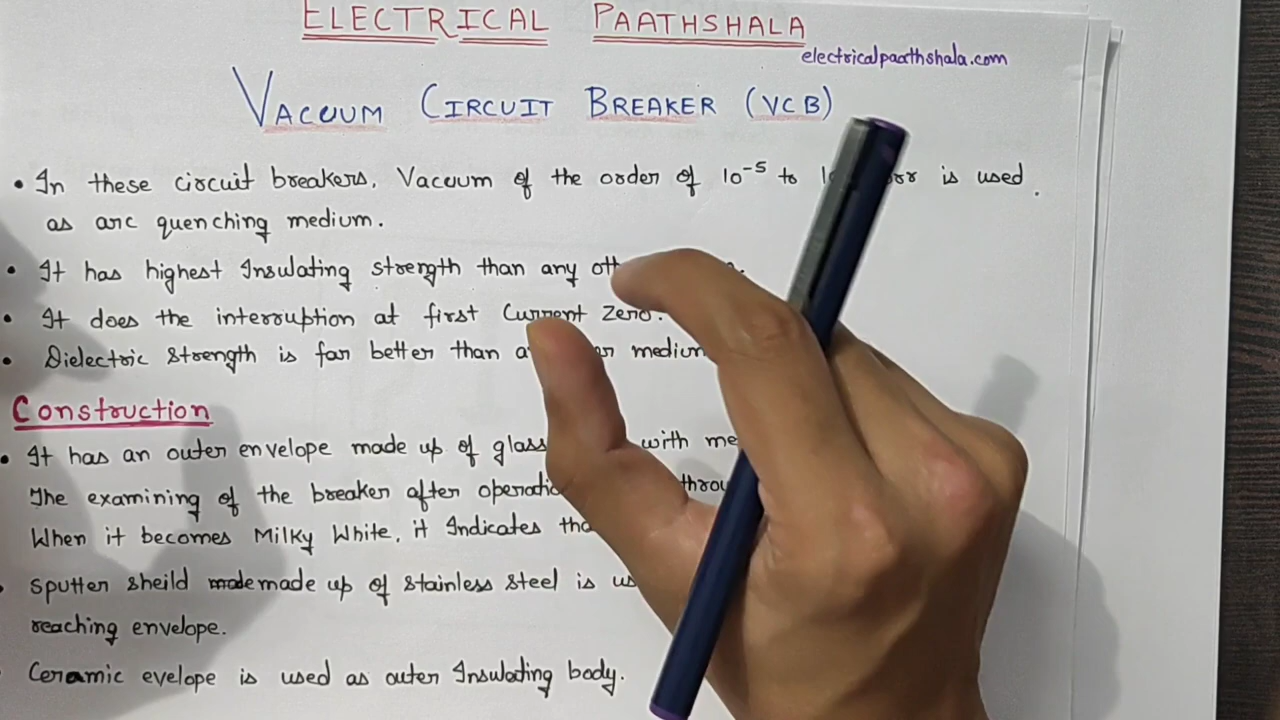 ELECTRICAL PAATHSHALA
electricalpaathshala.com
VACUUM CIRCUIT BREAKER (VCB)
• In these circuit breakers, Vacuum of the order of 10⁻⁵ to is used
as arc quenching medium.
• It has highest Insulating strength than any
• It does the interruption at first Current Zero.
• Dielectric strength is far better than medium
Construction
• It has an outer envelope made up of glass with
The examining of the breaker after
When it becomes Milky White, it Indicates
sputter sheild made made up of stainless steel is
reaching envelope.
Ceramic evelope is used as outer Insulating body.